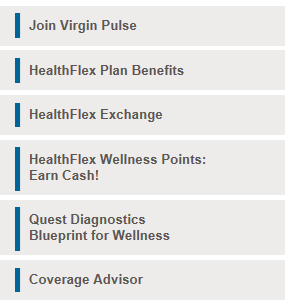 Join Virgin Pulse
HealthFlex Plan Benefits
HealthFlex Exchange
HealthFlex Wellness Points:
Earn Cash!
Quest Diagnostics
Blueprint for Wellness
Coverage Advisor